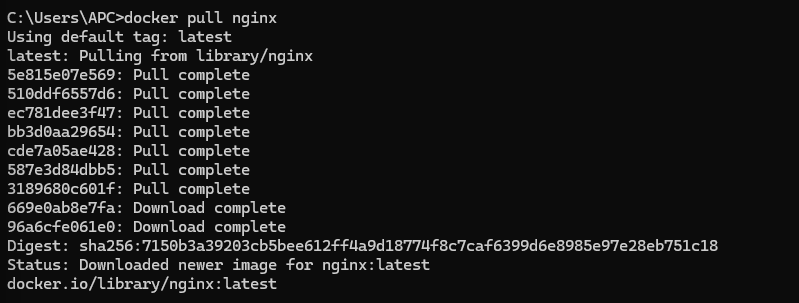 C:\Users\APC>docker pull nginx
Using default tag: latest
latest: Pulling from library/nginx
5e815e07e569: Pull complete
510ddf6557d6: Pull complete
ec781dee3f47: Pull complete
bb3d0aa29654: Pull complete
cde7a05ae428: Pull complete
587e3d84dbb5: Pull complete
3189680c601f: Pull complete
669e0ab8e7fa: Download complete
96a6cfe061e0: Download complete
Digest: sha256:7150b3a39203cb5bee612ff4a9d18774f8c7caf6399d6e8985e97e28eb751c18
Status: Downloaded newer image for nginx:latest
docker.io/library/nginx:latest